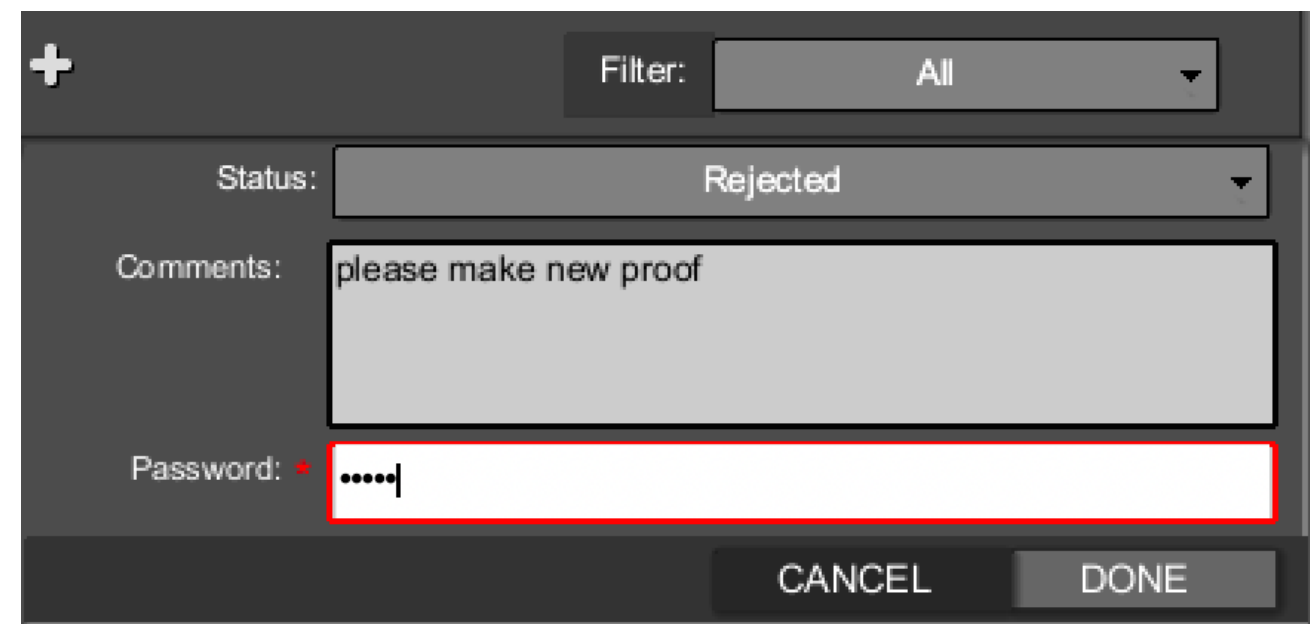 Filter: All
Status: Rejected
Comments: please make new proof
Password: * •••••
CANCEL DONE